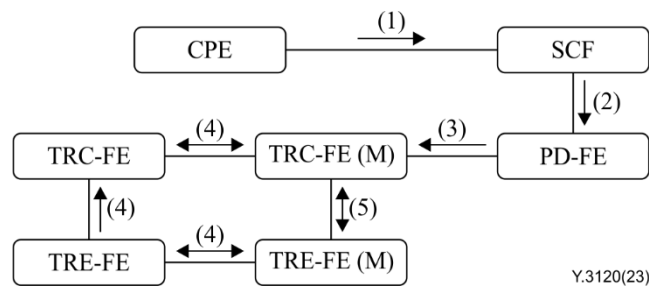 (1)
CPE
SCF
(2)
(4)
(3)
TRC-FE
TRC-FE (M)
PD-FE
(4)
(5)
(4)
TRE-FE
TRE-FE (M)
Y.3120(23)